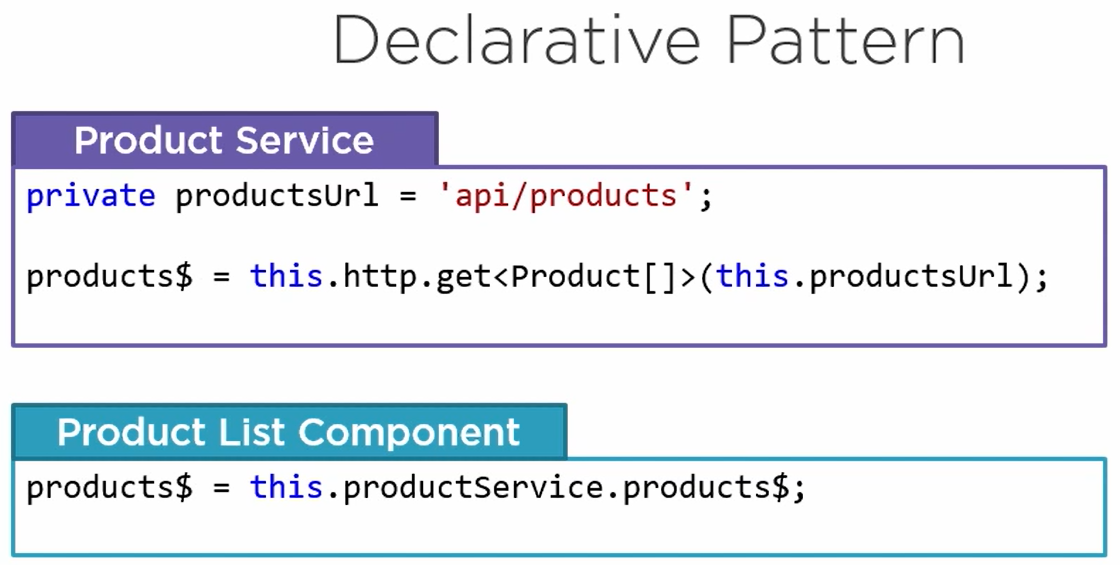 Declarative Pattern
Product Service
private productsUrl = 'api/products';
products$ = this.http.get<Product[]>(this.productsUrl);
Product List Component
products$ = this.productService.products$;